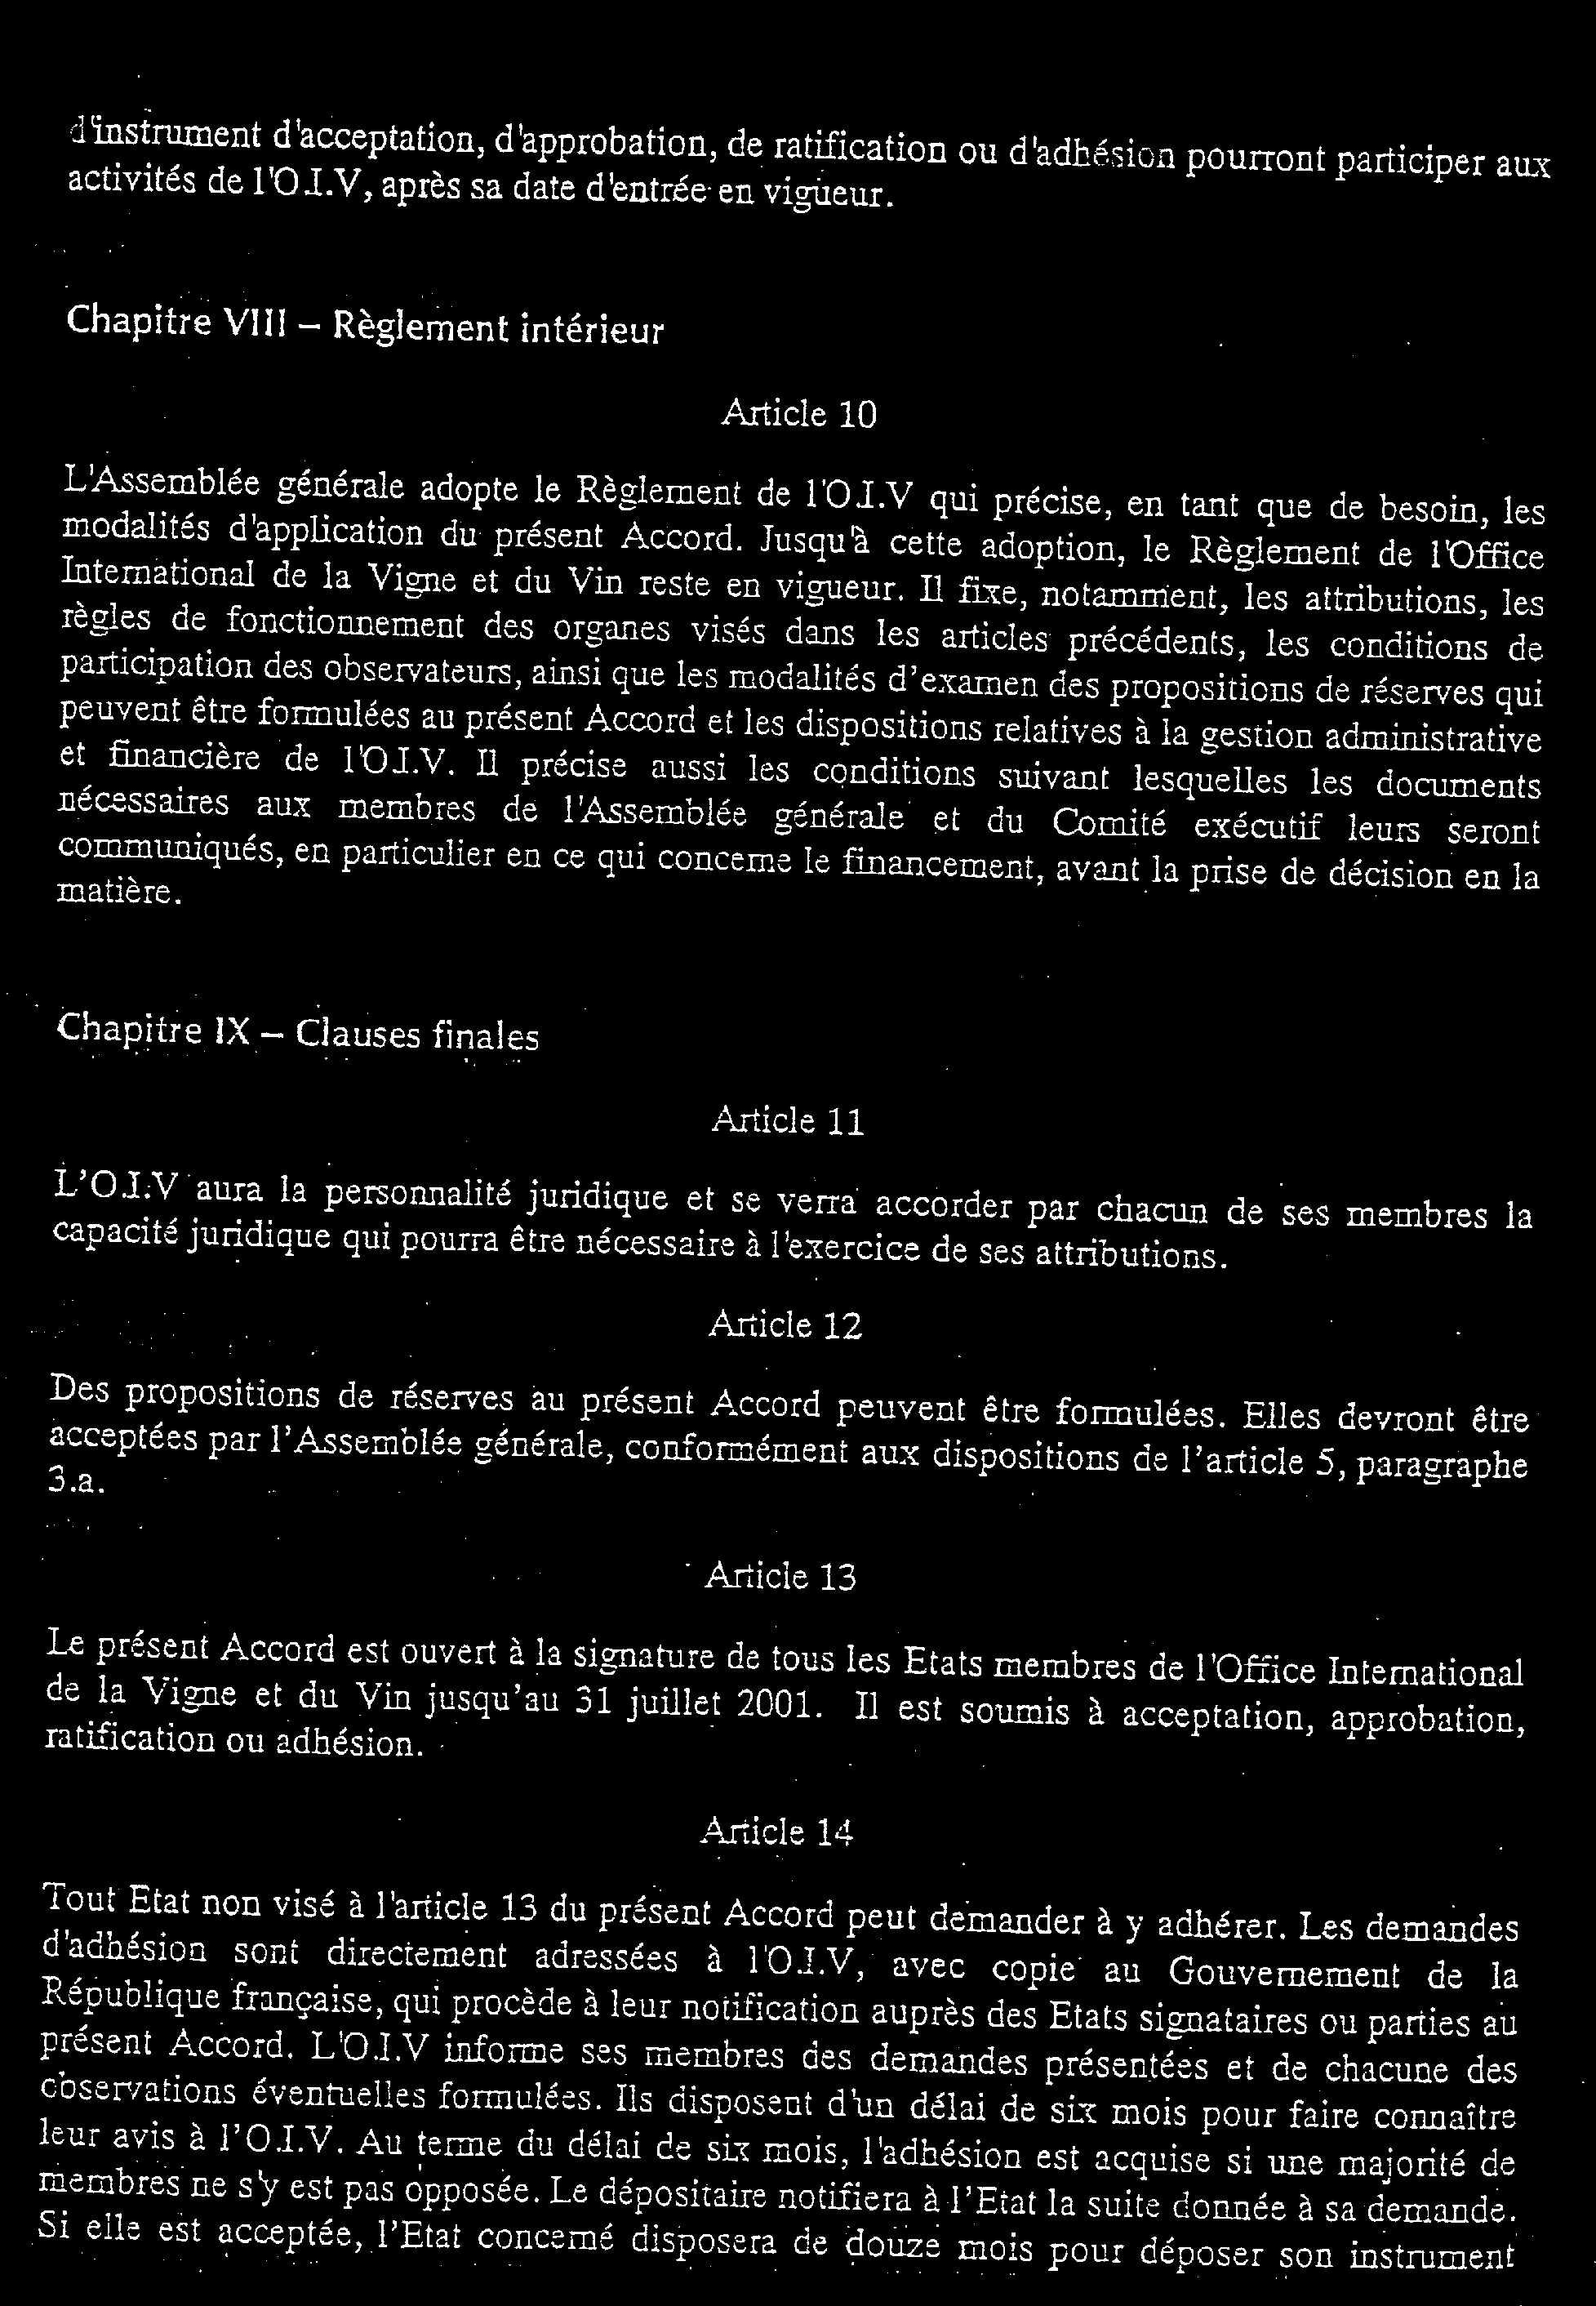 d'instrument d'acceptation, d'approbation, de ratification ou d'adhésion pourront participer aux
activités de l'O.I.V, après sa date d'entrée en vigueur.
Chapitre VIII – Règlement intérieur
Article 10
L'Assemblée générale adopte le Règlement de l'O.I.V qui précise, en tant que de besoin, les
modalités d'application du présent Accord. Jusqu'à cette adoption, le Règlement de l'Office
International de la Vigne et du Vin reste en vigueur. Il fixe, notamment, les attributions, les
règles de fonctionnement des organes visés dans les articles précédents, les conditions de
participation des observateurs, ainsi que les modalités d'examen des propositions de réserves qui
peuvent être formulées au présent Accord et les dispositions relatives à la gestion administrative
et financière de l'O.I.V. Il précise aussi les conditions suivant lesquelles les documents
nécessaires aux membres de l'Assemblée générale et du Comité exécutif leurs seront
communiqués, en particulier en ce qui concerne le financement, avant la prise de décision en la
matière.
Chapitre IX – Clauses finales
Article 11
L'O.I.V aura la personnalité juridique et se verra accorder par chacun de ses membres la
capacité juridique qui pourra être nécessaire à l'exercice de ses attributions.
Article 12
Des propositions de réserves au présent Accord peuvent être formulées. Elles devront être
acceptées par l'Assemblée générale, conformément aux dispositions de l'article 5, paragraphe
3.a.
Article 13
Le présent Accord est ouvert à la signature de tous les Etats membres de l'Office International
de la Vigne et du Vin jusqu'au 31 juillet 2001. Il est soumis à acceptation, approbation,
ratification ou adhésion.
Article 14
Tout Etat non visé à l'article 13 du présent Accord peut demander à y adhérer. Les demandes
d'adhésion sont directement adressées à l'O.I.V, avec copie au Gouvernement de la
République française, qui procède à leur notification auprès des Etats signataires ou parties au
présent Accord. L'O.I.V informe ses membres des demandes présentées et de chacune des
observations éventuelles formulées. Ils disposent d'un délai de six mois pour faire connaître
leur avis à l'O.I.V. Au terme du délai de six mois, l'adhésion est acquise si une majorité de
membres ne s'y est pas opposée. Le dépositaire notifiera à l'Etat la suite donnée à sa demande.
Si elle est acceptée, l'Etat concerné disposera de douze mois pour déposer son instrument